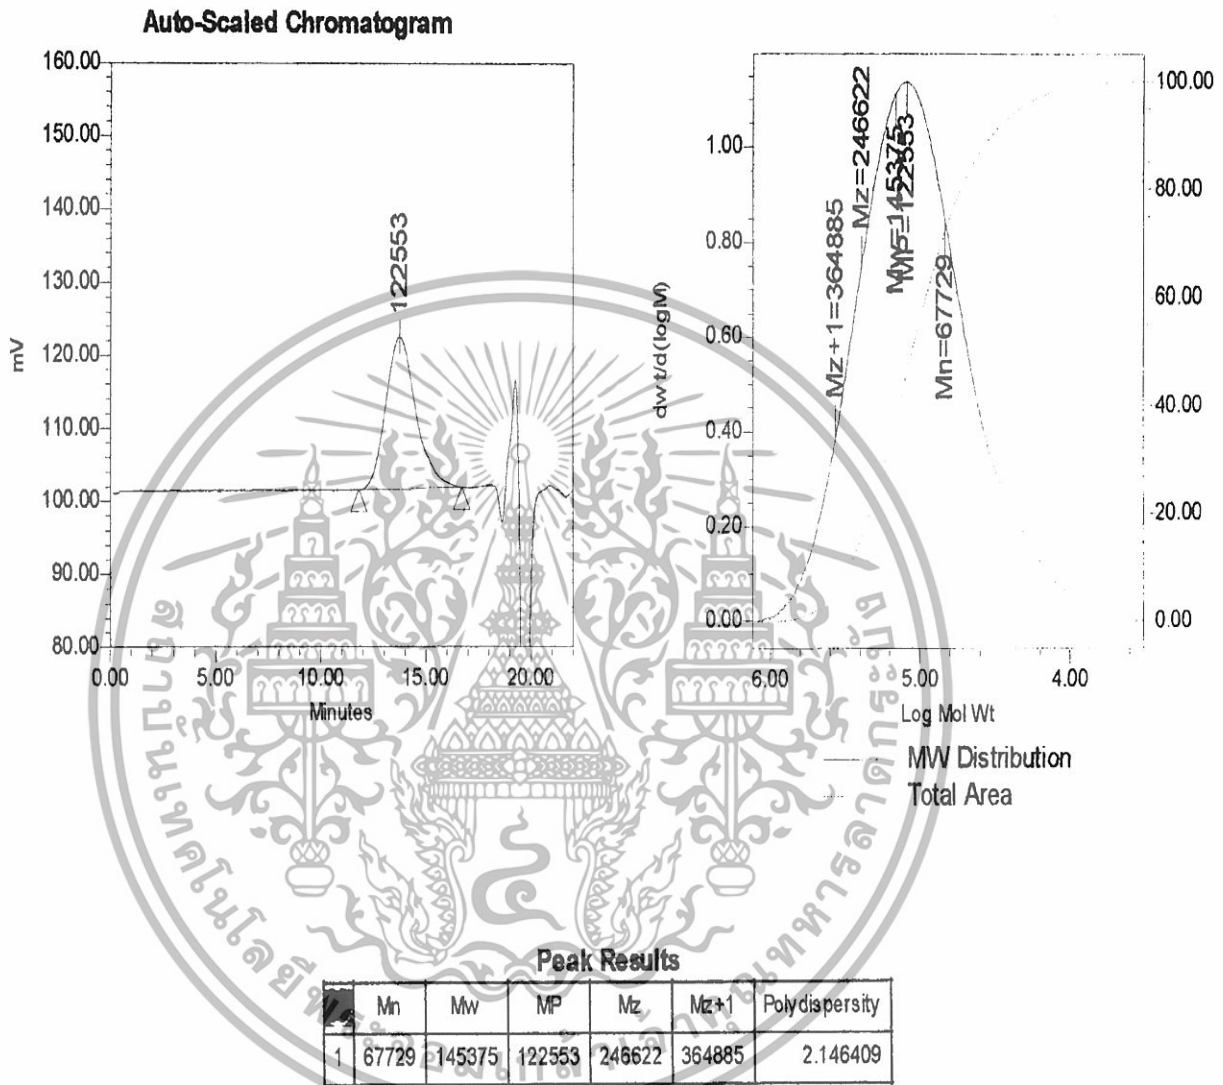 Auto-Scaled Chromatogram
160.00
150.00
140.00
130.00
120.00
110.00
100.00
90.00
80.00
mV
122553
0.00 5.00 10.00 15.00 20.00
Minutes
1.00
0.80
0.60
0.40
0.20
0.00
dwt/d(logM)
Mz+1=364885
Mz=246622
Mw=145375
MP=122553
Mn=67729
100.00
80.00
60.00
40.00
20.00
0.00
6.00 5.00 4.00
Log Mol Wt
MW Distribution
Total Area
Peak Results
Mn Mw MP Mz Mz+1 Polydispersity
1 67729 145375 122553 246622 364885 2.146409